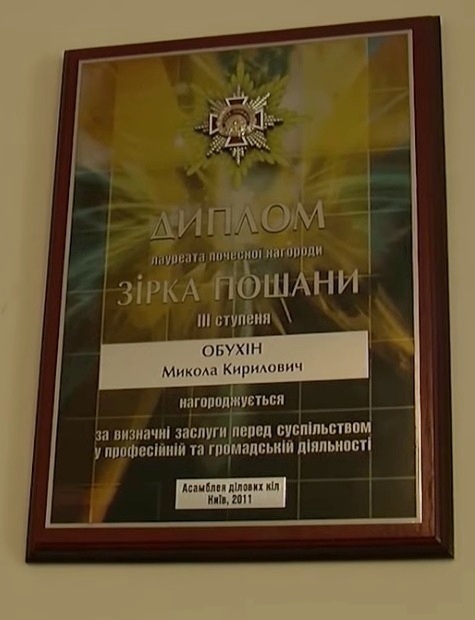 ДИПЛОМ
лауреата почесної нагороди
ЗІРКА ПОШАНИ
III ступеня
ОБУХІН
Микола Кирилович
нагороджується
за визначні заслуги перед суспільством
у професійній та громадській діяльності
Асамблея ділових кіл
Київ, 2011